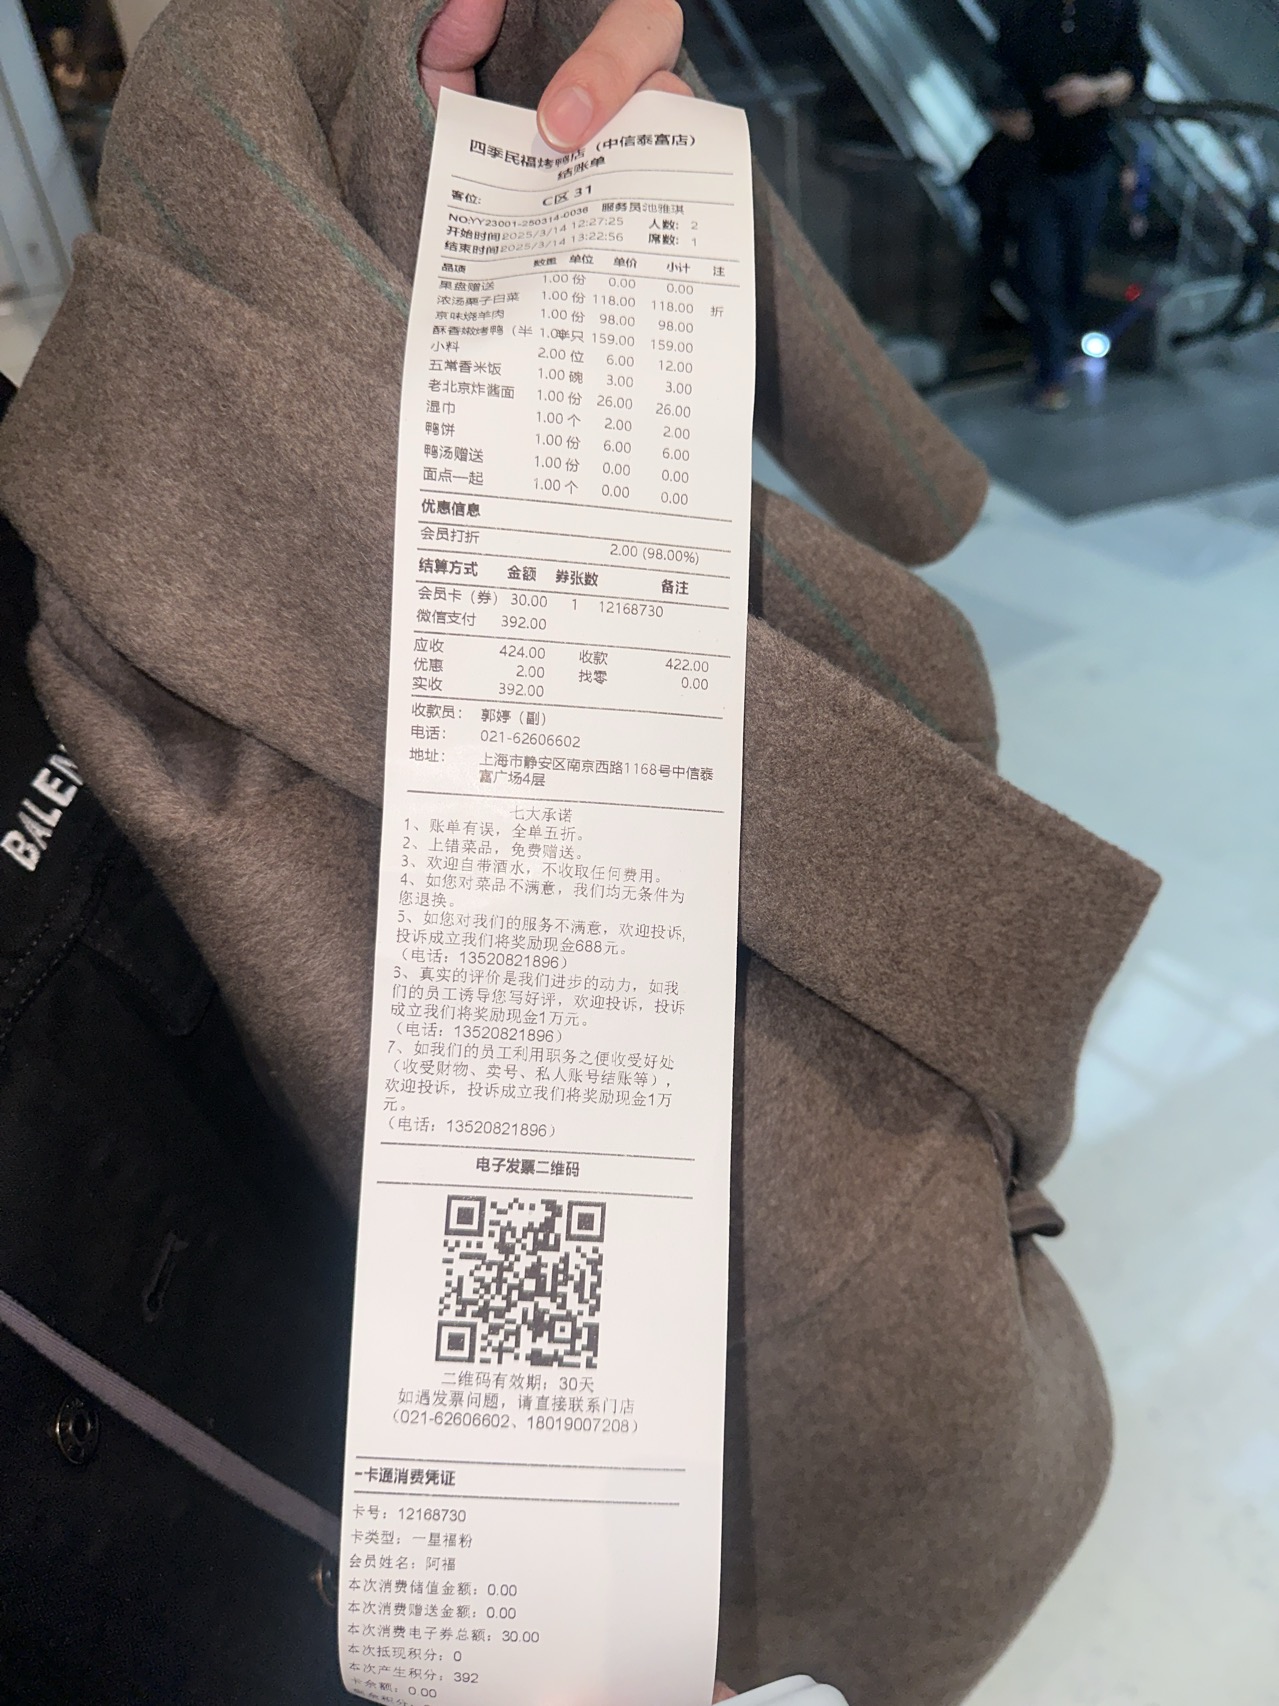 四季民福烤鸭店（中信泰富店）
结账单
客位: C区 31
NO:YY23001-250314-0036 服务员:池雅琪
开始时间2025/3/14 12:27:25 人数: 2
结束时间2025/3/14 13:22:56 席数: 1
品项 数量 单位 单价 小计 注
果盘赠送 1.00 份 0.00 0.00
浓汤栗子白菜 1.00 份 118.00 118.00 折
京味烧羊肉 1.00 份 98.00 98.00
酥香嫩烤鸭（半 1.00半只 159.00 159.00
小料 2.00 位 6.00 12.00
五常香米饭 1.00 碗 3.00 3.00
老北京炸酱面 1.00 份 26.00 26.00
湿巾 1.00 个 2.00 2.00
鸭饼 1.00 份 6.00 6.00
鸭汤赠送 1.00 份 0.00 0.00
面点一起 1.00 个 0.00 0.00
优惠信息
会员打折 2.00 (98.00%)
结算方式 金额 券张数 备注
会员卡（券） 30.00 1 12168730
微信支付 392.00
应收 424.00 收款 422.00
优惠 2.00 找零 0.00
实收 392.00
收款员: 郭婷（副）
电话: 021-62606602
地址: 上海市静安区南京西路1168号中信泰
富广场4层
七大承诺
1、账单有误，全单五折。
2、上错菜品，免费赠送。
3、欢迎自带酒水，不收取任何费用。
4、如您对菜品不满意，我们均无条件为
您退换。
5、如您对我们的服务不满意，欢迎投诉，
投诉成立我们将奖励现金688元。
（电话：13520821896）
6、真实的评价是我们进步的动力，如我
们的员工诱导您写好评，欢迎投诉，投诉
成立我们将奖励现金1万元。
（电话：13520821896）
7、如我们的员工利用职务之便收受好处
（收受财物、卖号、私人账号结账等），
欢迎投诉，投诉成立我们将奖励现金1万
元。
（电话：13520821896）
电子发票二维码
二维码有效期：30天
如遇发票问题，请直接联系门店
（021-62606602、18019007208）
一卡通消费凭证
卡号：12168730
卡类型：一星福粉
会员姓名：阿福
本次消费储值金额：0.00
本次消费赠送金额：0.00
本次消费电子券总额：30.00
本次抵现积分：0
本次产生积分：392
卡余额：0.00
BALEN